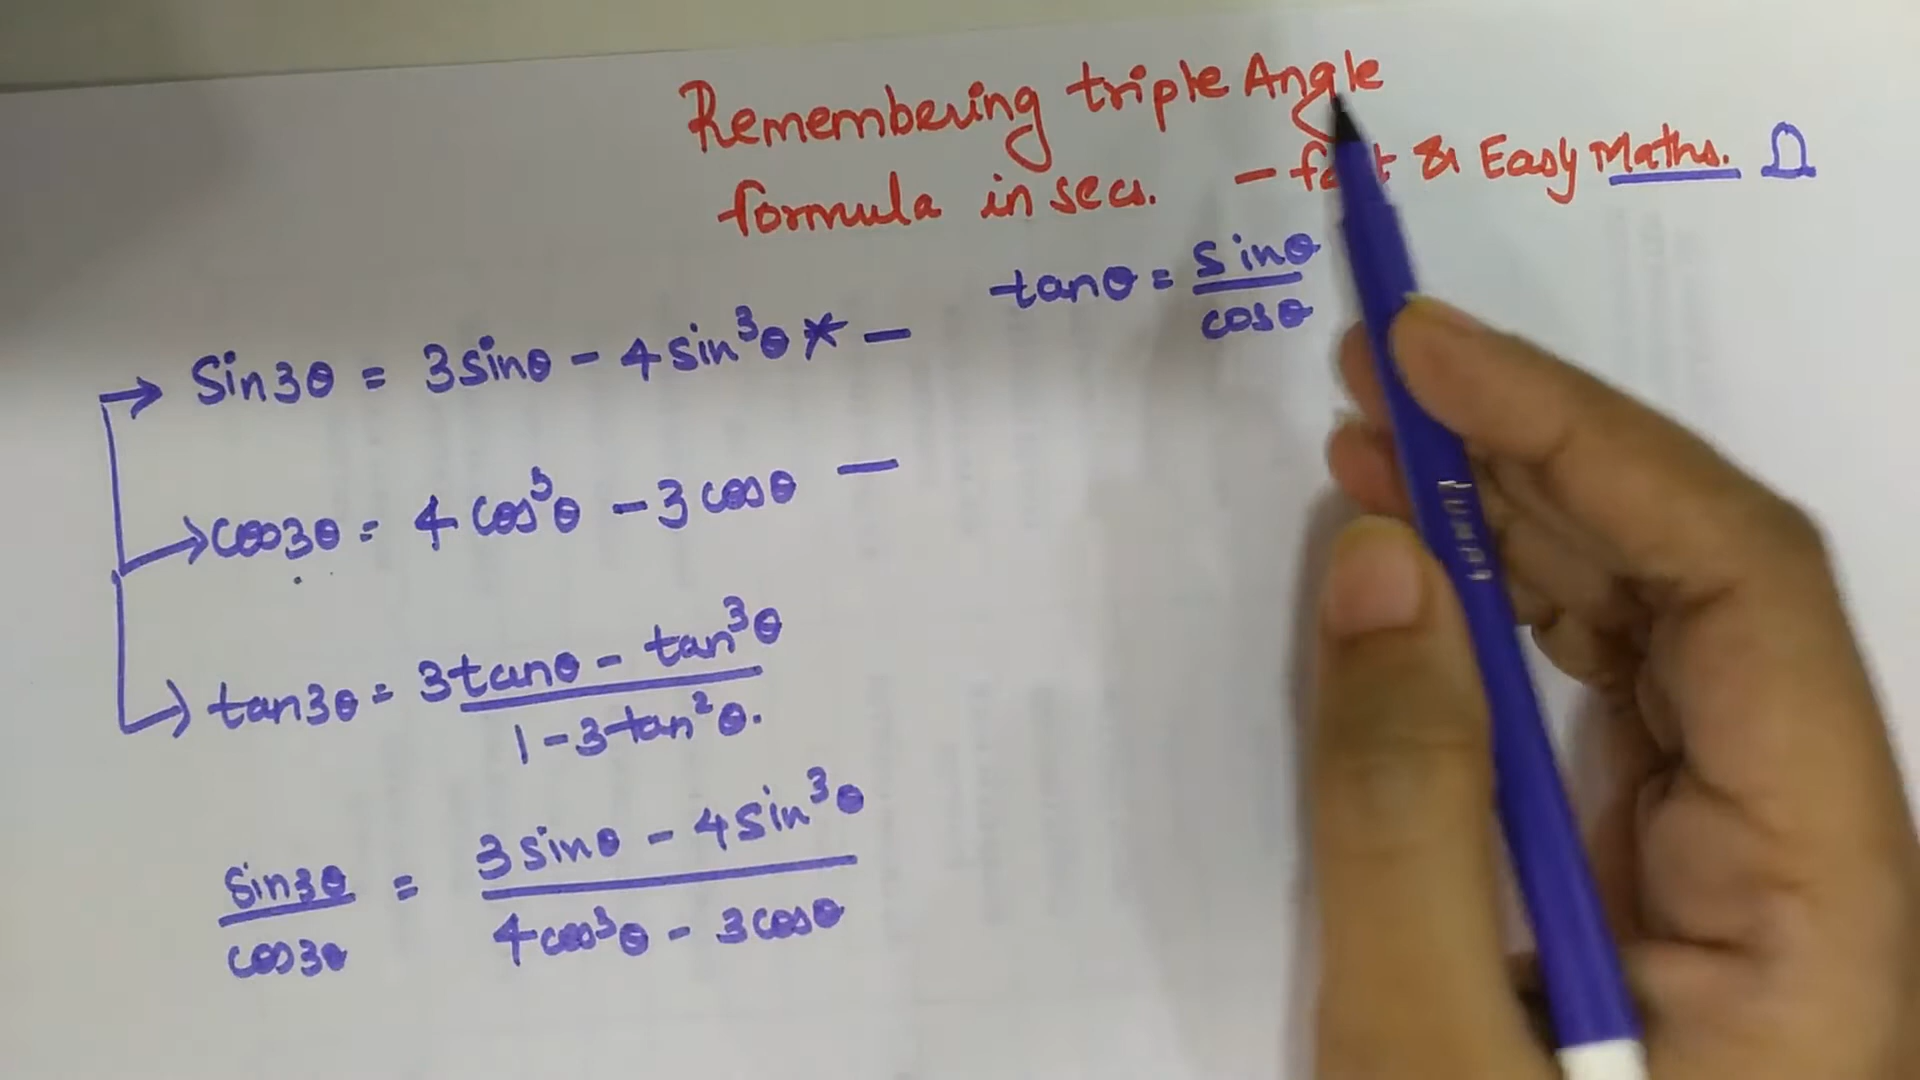 Remembering triple Angle
formula in secs. - fast & Easy Maths.
tanθ = sinθ/cosθ
Sin3θ = 3sinθ - 4sin³θ * -
cos3θ = 4cos³θ - 3cosθ -
tan3θ = 3tanθ - tan³θ / 1-3tan²θ.
sin3θ/cos3θ = 3sinθ - 4sin³θ / 4cos³θ - 3cosθ